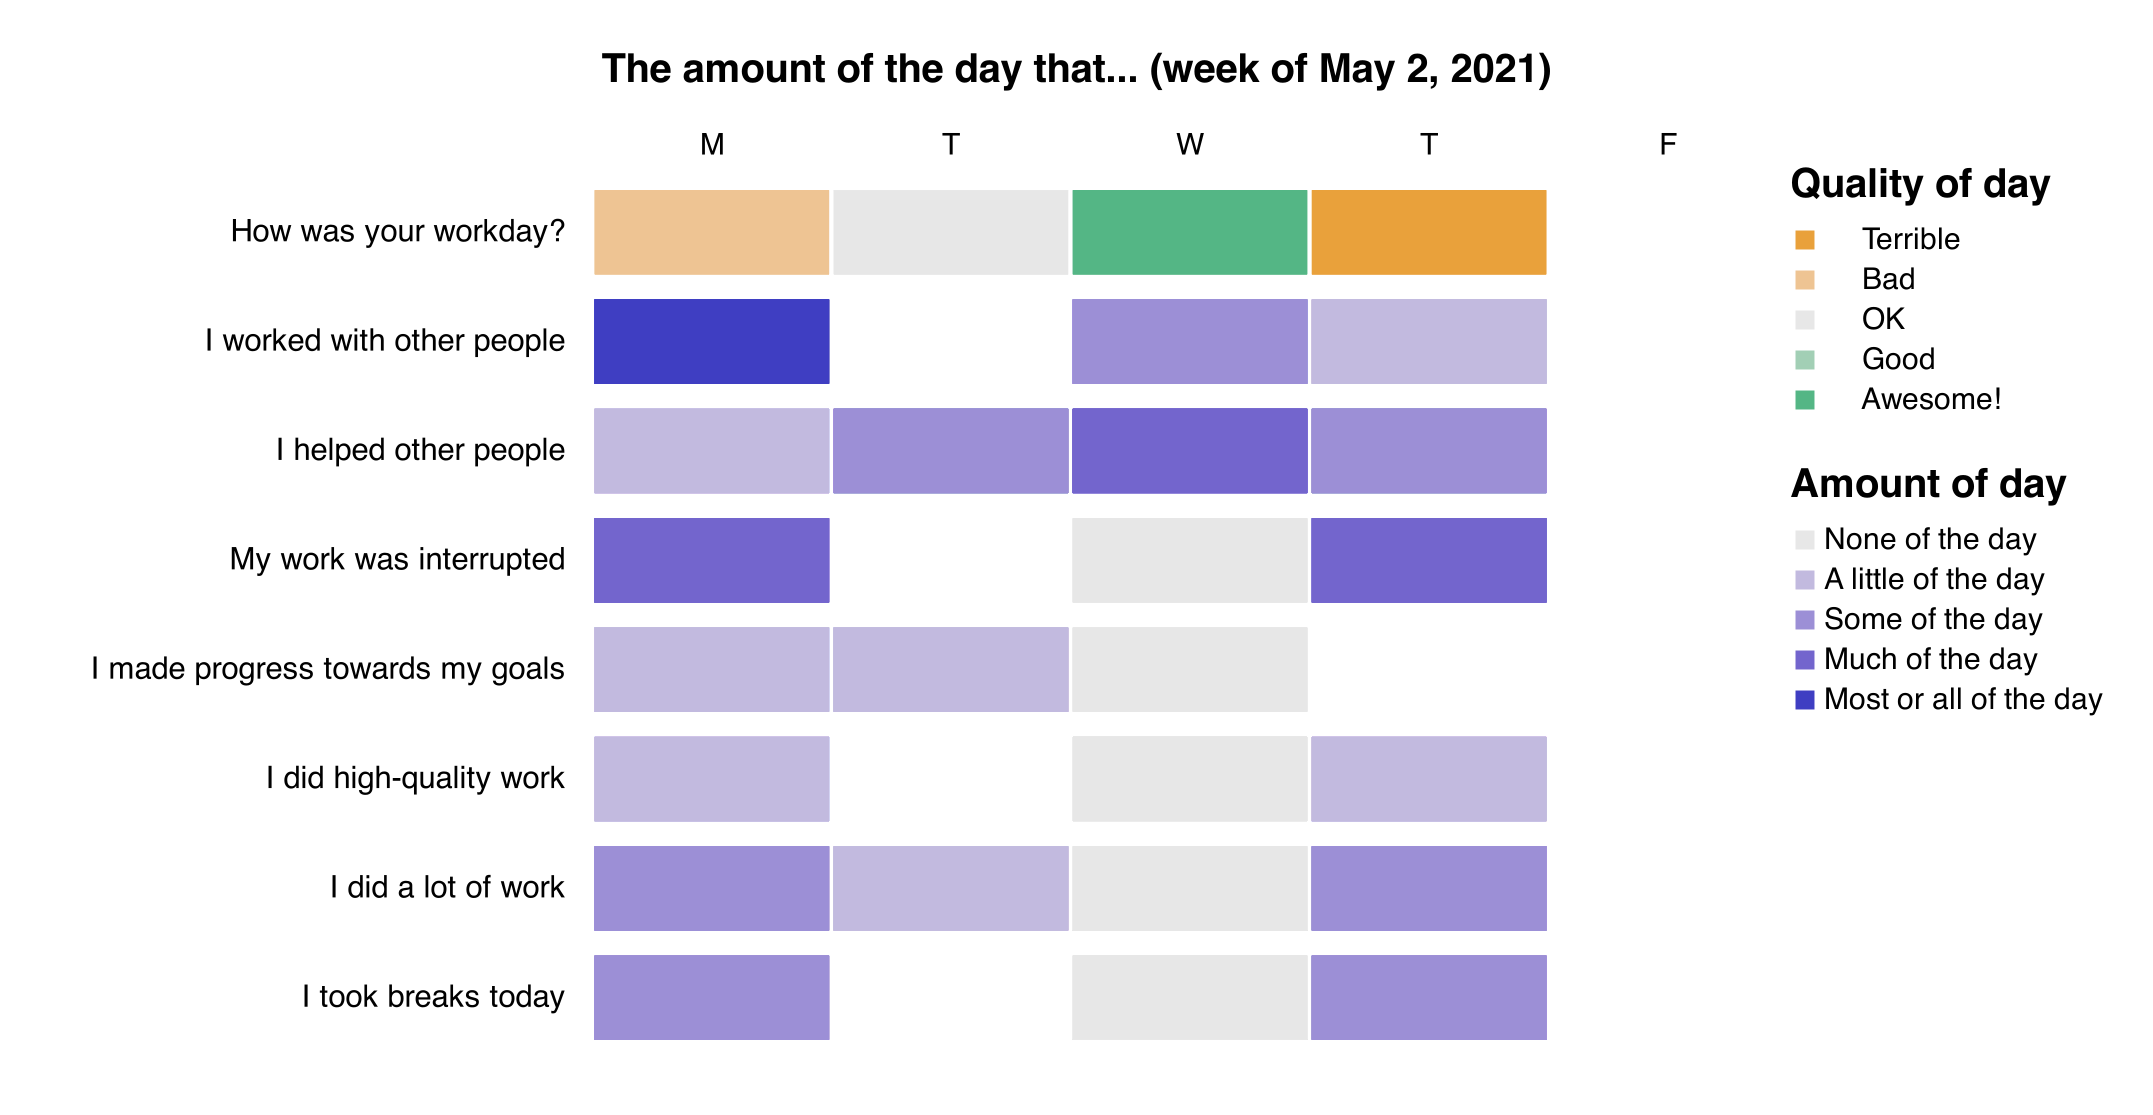 The amount of the day that... (week of May 2, 2021)
M T W T F
How was your workday?
I worked with other people
I helped other people
My work was interrupted
I made progress towards my goals
I did high-quality work
I did a lot of work
I took breaks today
Quality of day
Terrible
Bad
OK
Good
Awesome!
Amount of day
None of the day
A little of the day
Some of the day
Much of the day
Most or all of the day